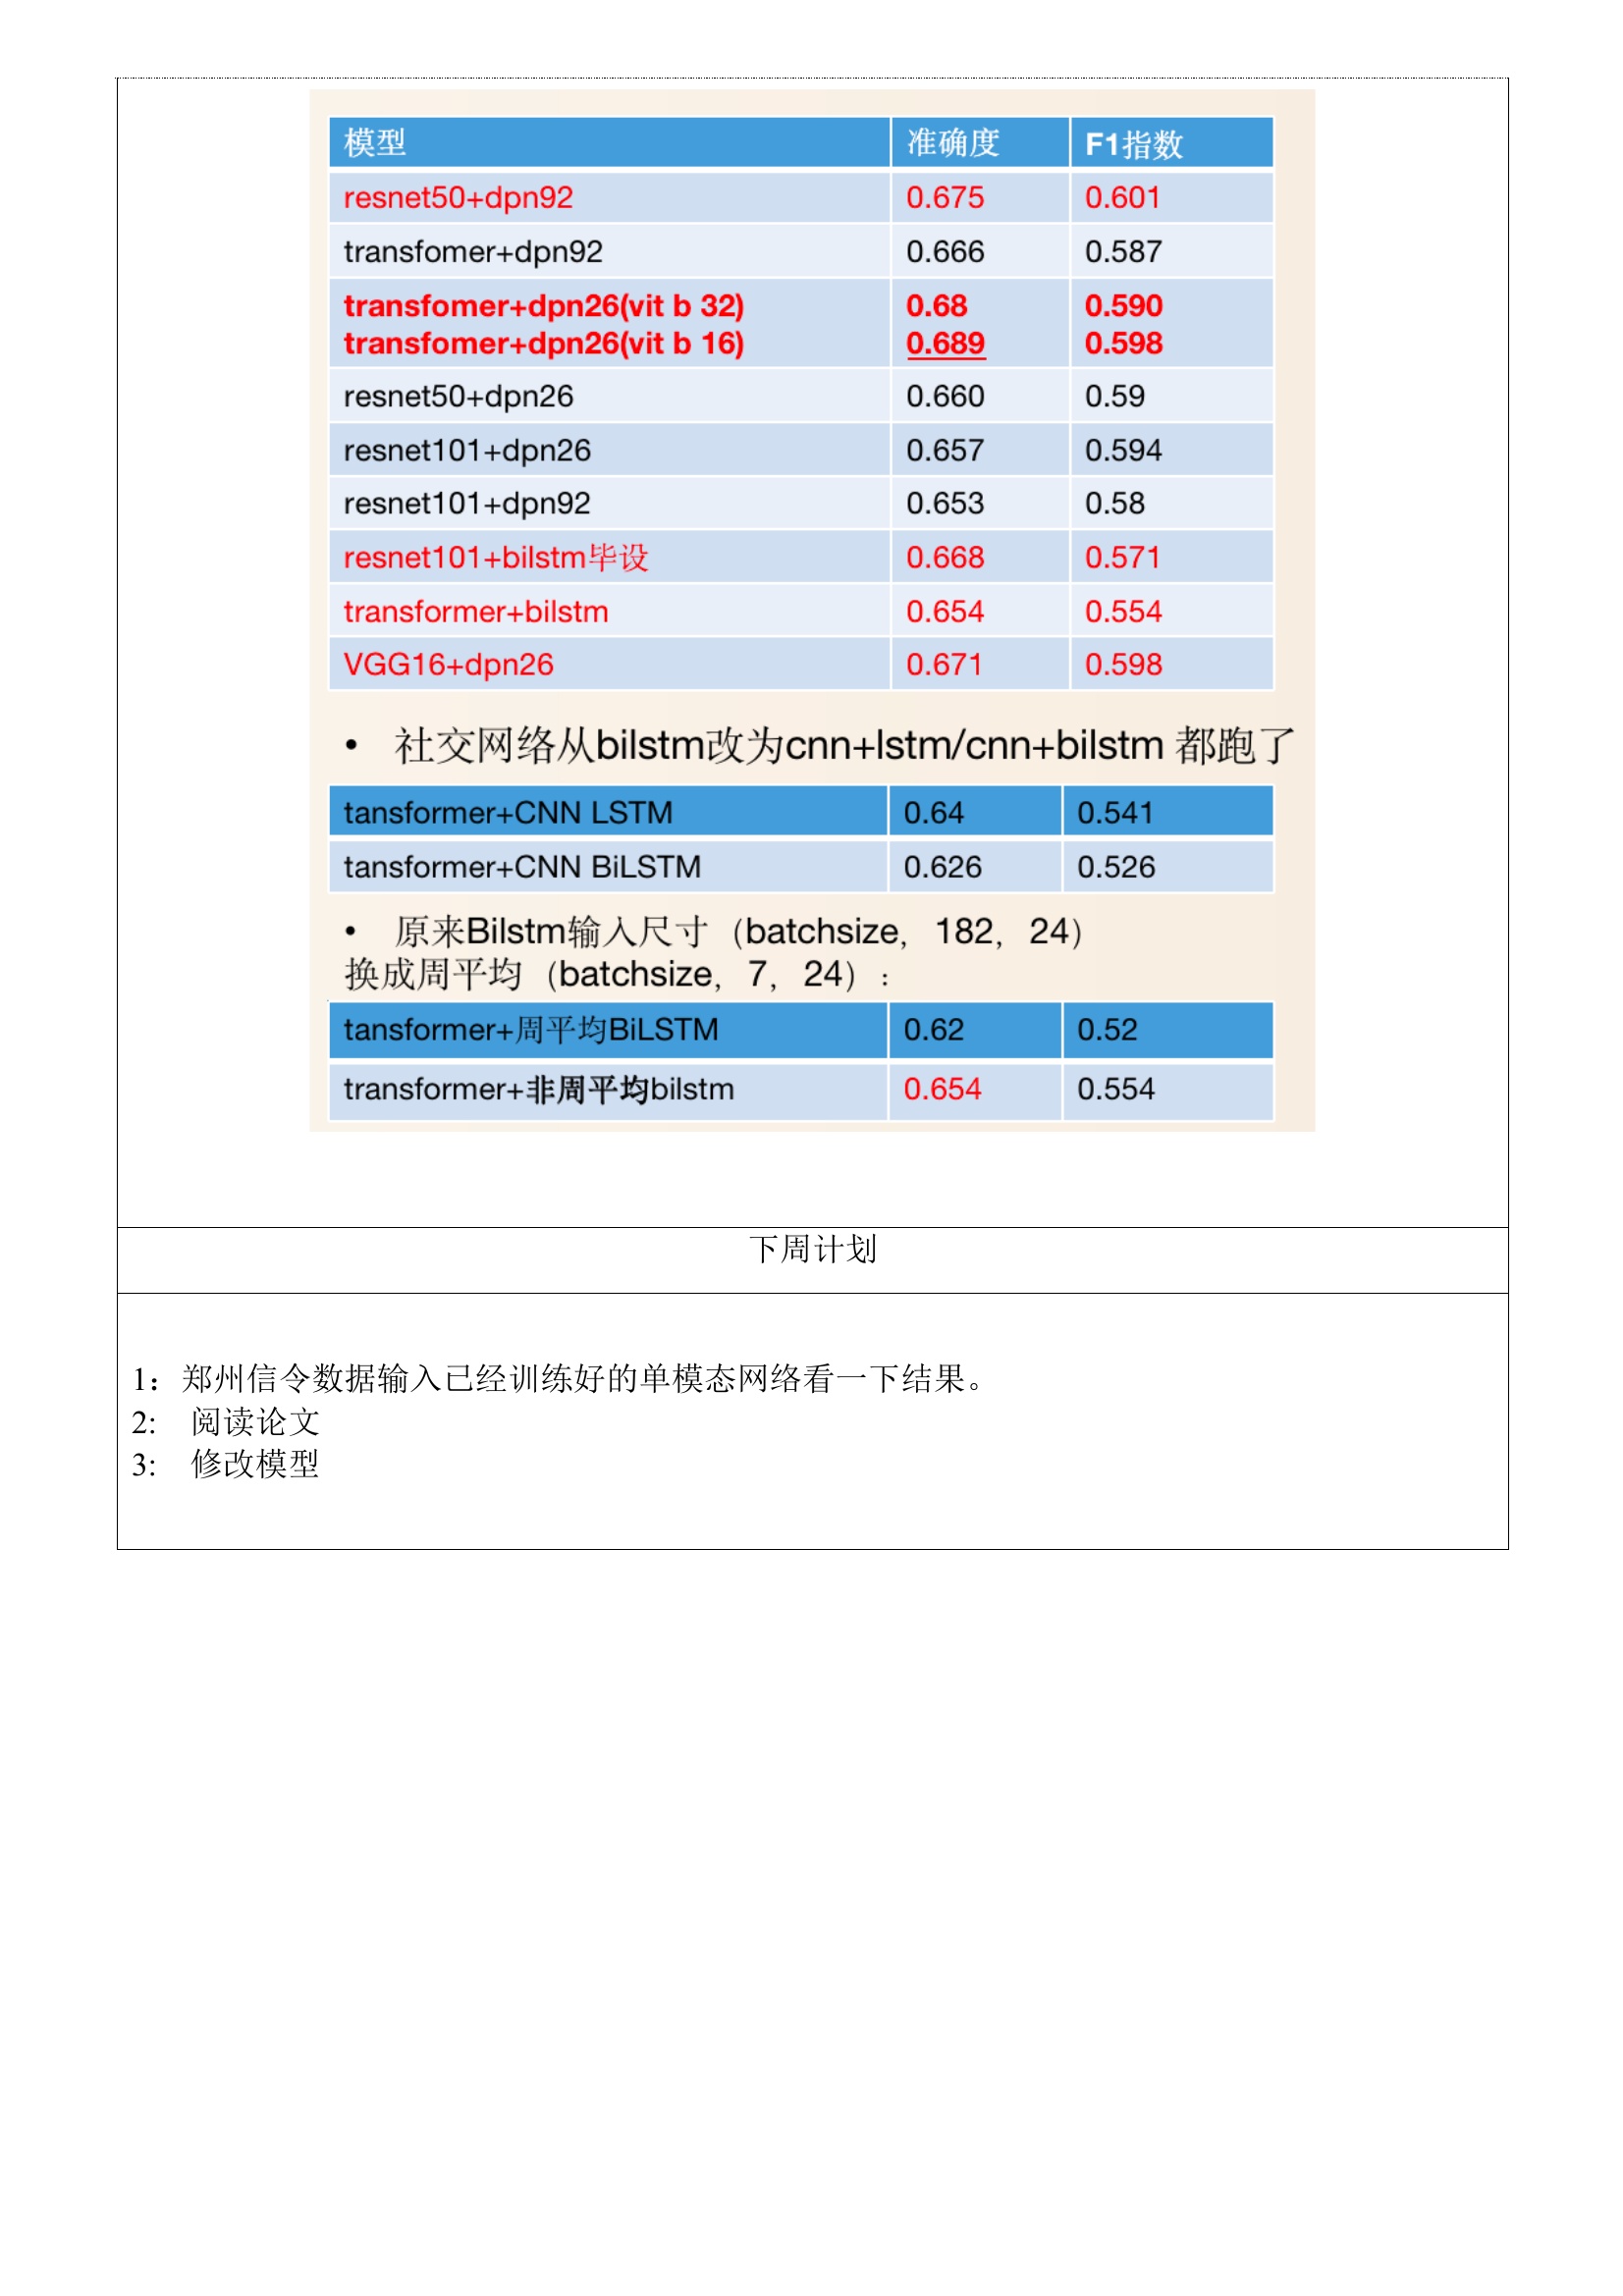 模型 准确度 F1指数
resnet50+dpn92 0.675 0.601
transfomer+dpn92 0.666 0.587
transfomer+dpn26(vit b 32) 0.68 0.590
transfomer+dpn26(vit b 16) 0.689 0.598
resnet50+dpn26 0.660 0.59
resnet101+dpn26 0.657 0.594
resnet101+dpn92 0.653 0.58
resnet101+bilstm毕设 0.668 0.571
transformer+bilstm 0.654 0.554
VGG16+dpn26 0.671 0.598
• 社交网络从bilstm改为cnn+lstm/cnn+bilstm 都跑了
tansformer+CNN LSTM 0.64 0.541
tansformer+CNN BiLSTM 0.626 0.526
• 原来Bilstm输入尺寸（batchsize，182，24）
换成周平均（batchsize，7，24）：
tansformer+周平均BiLSTM 0.62 0.52
transformer+非周平均bilstm 0.654 0.554
下周计划
1：郑州信令数据输入已经训练好的单模态网络看一下结果。
2: 阅读论文
3: 修改模型